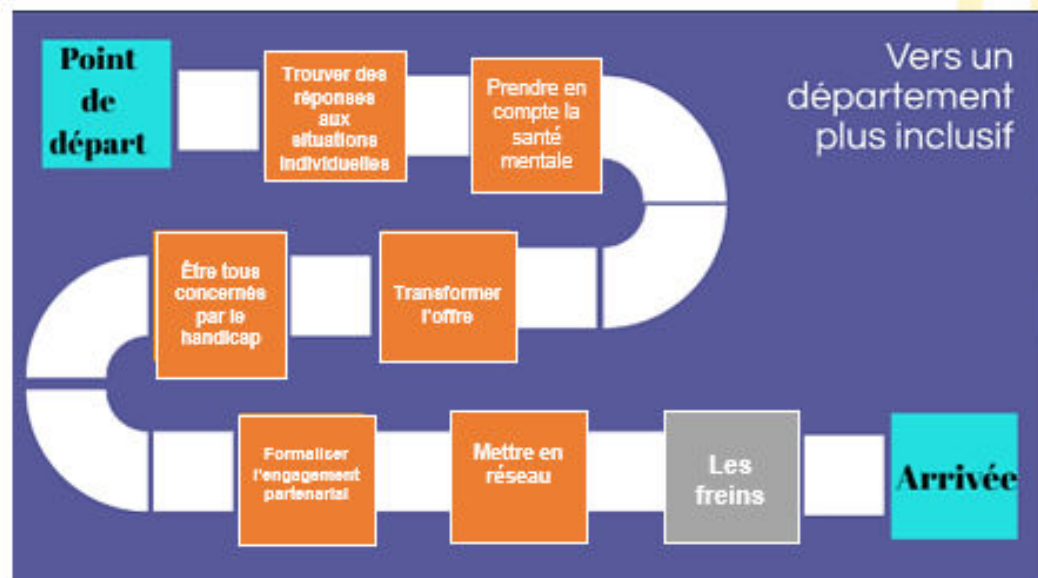 Point
de
départ
Trouver des
réponses
aux
situations
individuelles
Prendre en
compte la
santé
mentale
Vers un
département
plus inclusif
Transformer
l'offre
Être tous
concernés
par le
handicap
Formaliser
l'engagement
partenarial
Mettre en
réseau
Les
freins
Arrivée